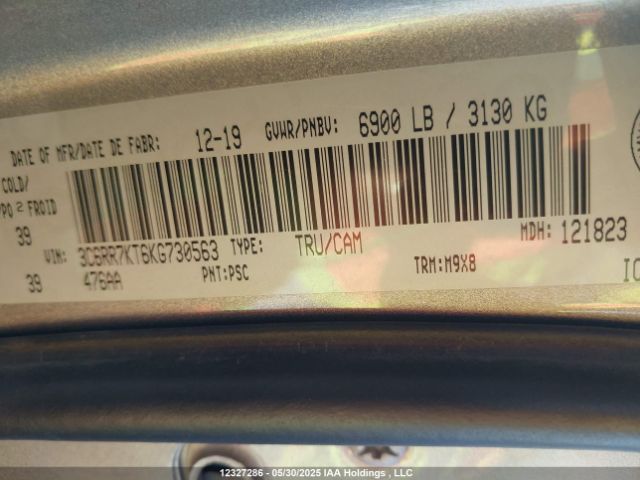 DATE OF MFR/DATE DE FABR: 12-19 GVWR/PNBV: 6900 LB / 3130 KG
COLD/
PO 2 FROID
39
VIN: 3C6RR7KT6KG730563 TYPE: TRU/CAM MDH: 121823
39 476AA PNT:PSC TRM:M9X8
12327286 - 05/30/2025 IAA Holdings , LLC